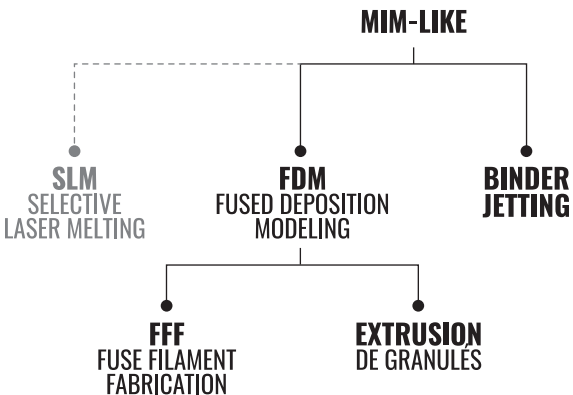 MIM-LIKE
SLM
SELECTIVE
LASER MELTING
FDM
FUSED DEPOSITION
MODELING
BINDER
JETTING
FFF
FUSE FILAMENT
FABRICATION
EXTRUSION
DE GRANULÉS